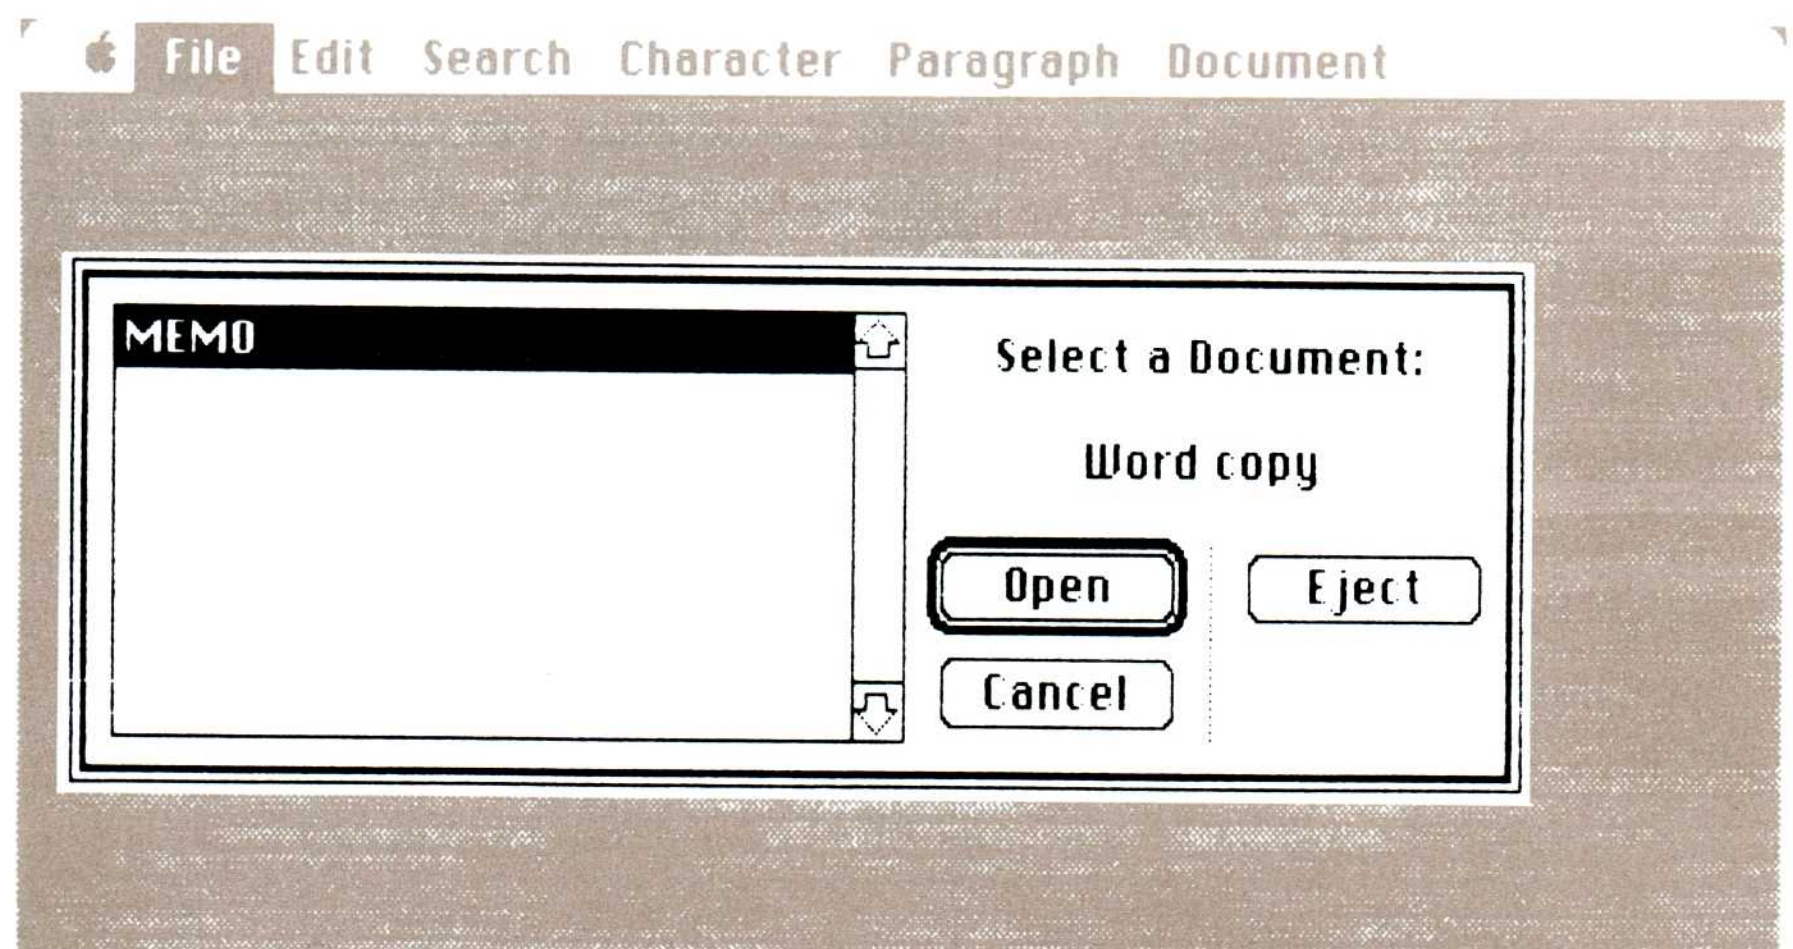 File Edit Search Character Paragraph Document
MEMO
Select a Document:
Word copy
Open
Eject
Cancel